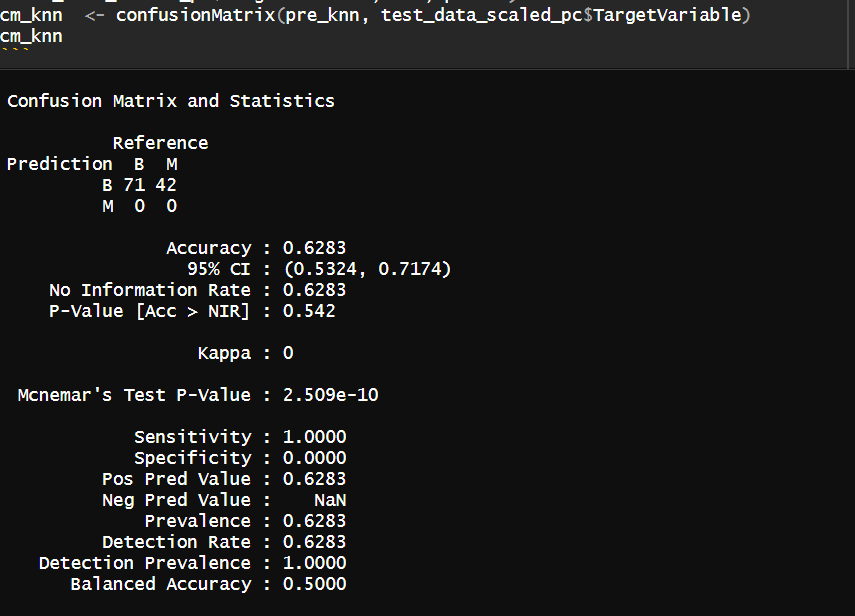 cm_knn <- confusionMatrix(pre_knn, test_data_scaled_pc$TargetVariable)
cm_knn
```
Confusion Matrix and Statistics
Reference
Prediction B M
B 71 42
M 0 0
Accuracy : 0.6283
95% CI : (0.5324, 0.7174)
No Information Rate : 0.6283
P-Value [Acc > NIR] : 0.542
Kappa : 0
Mcnemar's Test P-Value : 2.509e-10
Sensitivity : 1.0000
Specificity : 0.0000
Pos Pred Value : 0.6283
Neg Pred Value : NaN
Prevalence : 0.6283
Detection Rate : 0.6283
Detection Prevalence : 1.0000
Balanced Accuracy : 0.5000